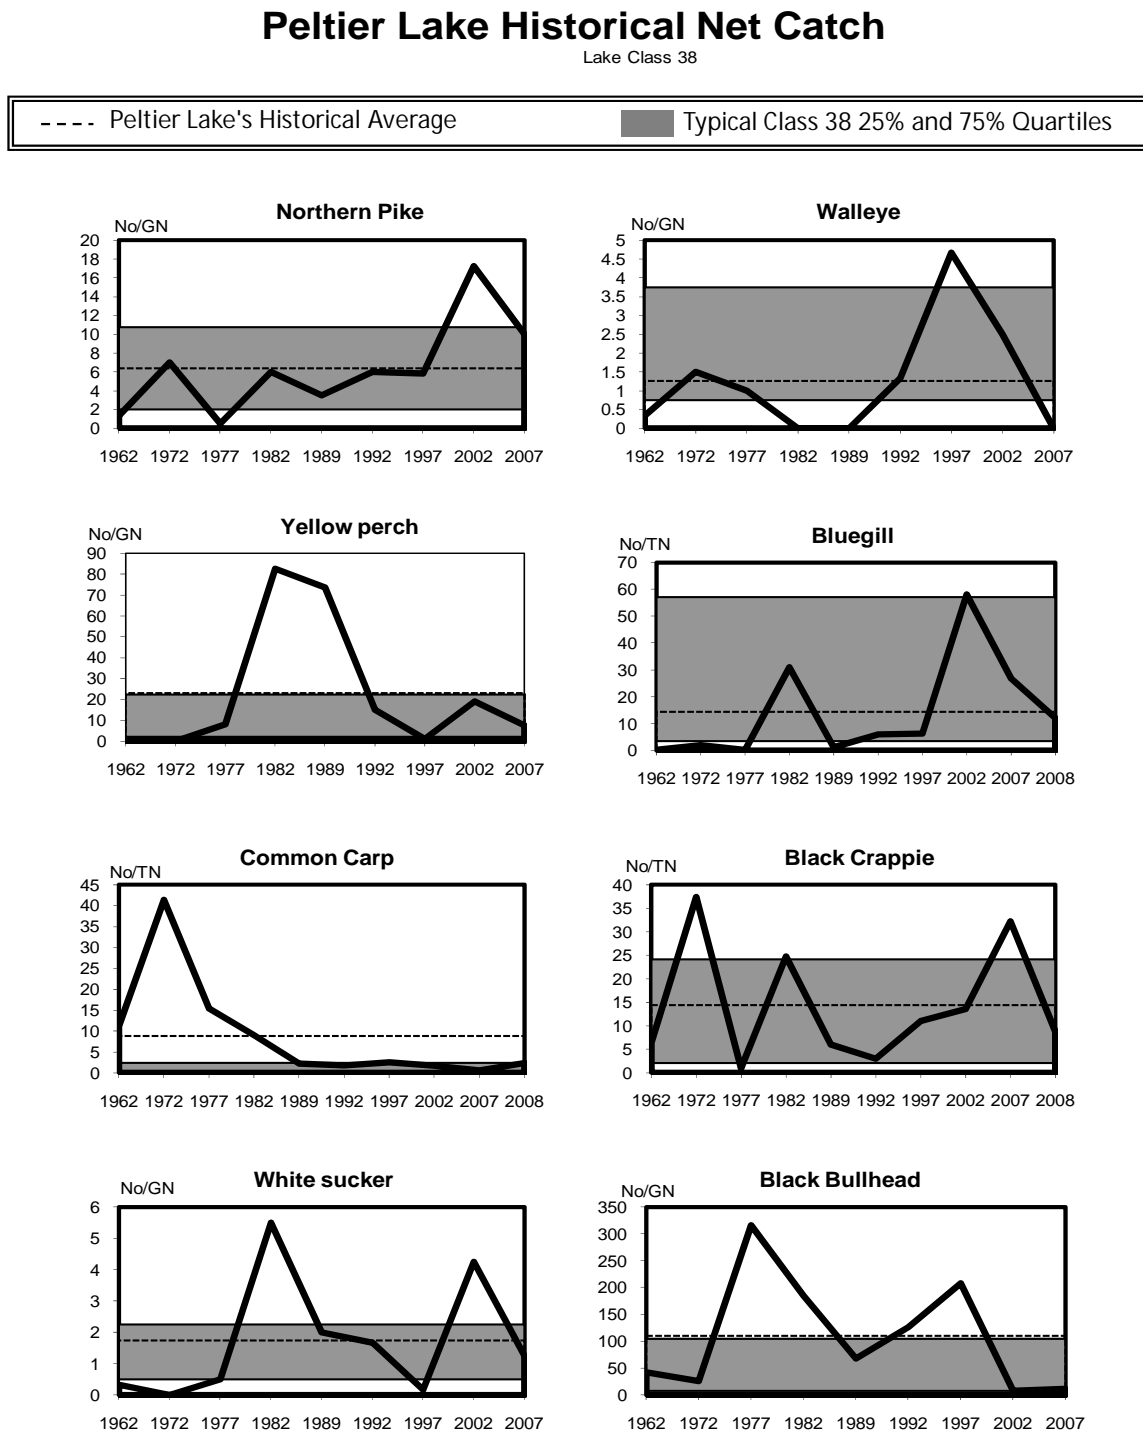 Peltier Lake Historical Net Catch
Lake Class 38
Peltier Lake's Historical Average
Typical Class 38 25% and 75% Quartiles
Northern Pike
No/GN
20
18
16
14
12
10
8
6
4
2
0
1962 1972 1977 1982 1989 1992 1997 2002 2007
Walleye
No/GN
5
4.5
4
3.5
3
2.5
2
1.5
1
0.5
0
1962 1972 1977 1982 1989 1992 1997 2002 2007
Yellow perch
No/GN
90
80
70
60
50
40
30
20
10
0
1962 1972 1977 1982 1989 1992 1997 2002 2007
Bluegill
No/TN
70
60
50
40
30
20
10
0
1962 1972 1977 1982 1989 1992 1997 2002 2007 2008
Common Carp
No/TN
45
40
35
30
25
20
15
10
5
0
1962 1972 1977 1982 1989 1992 1997 2002 2007 2008
Black Crappie
No/TN
40
35
30
25
20
15
10
5
0
1962 1972 1977 1982 1989 1992 1997 2002 2007 2008
White sucker
No/GN
6
5
4
3
2
1
0
1962 1972 1977 1982 1989 1992 1997 2002 2007
Black Bullhead
No/GN
350
300
250
200
150
100
50
0
1962 1972 1977 1982 1989 1992 1997 2002 2007